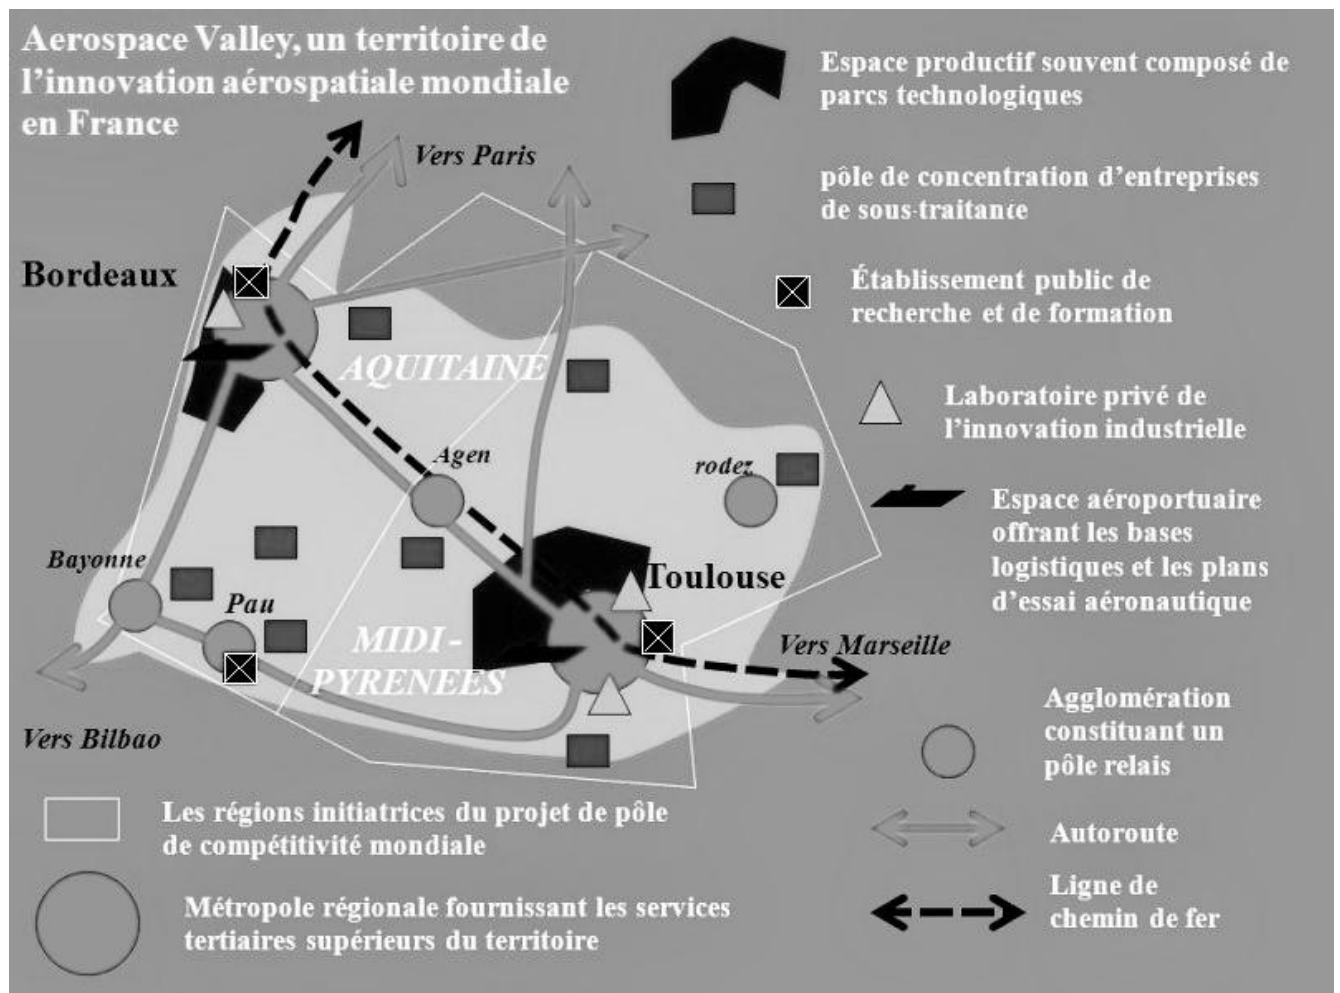 Aerospace Valley, un territoire de
l'innovation aérospatiale mondiale
en France
Vers Paris
Bordeaux
AQUITAINE
Agen
rodez
Bayonne
Pau
Toulouse
MIDI-
PYRENEES
Vers Marseille
Vers Bilbao
Espace productif souvent composé de
parcs technologiques
pôle de concentration d'entreprises
de sous-traitante
Établissement public de
recherche et de formation
Laboratoire privé de
l'innovation industrielle
Espace aéroportuaire
offrant les bases
logistiques et les plans
d'essai aéronautique
Agglomération
constituant un
pôle relais
Autoroute
Ligne de
chemin de fer
Les régions initiatrices du projet de pôle
de compétitivité mondiale
Métropole régionale fournissant les services
tertiaires supérieurs du territoire